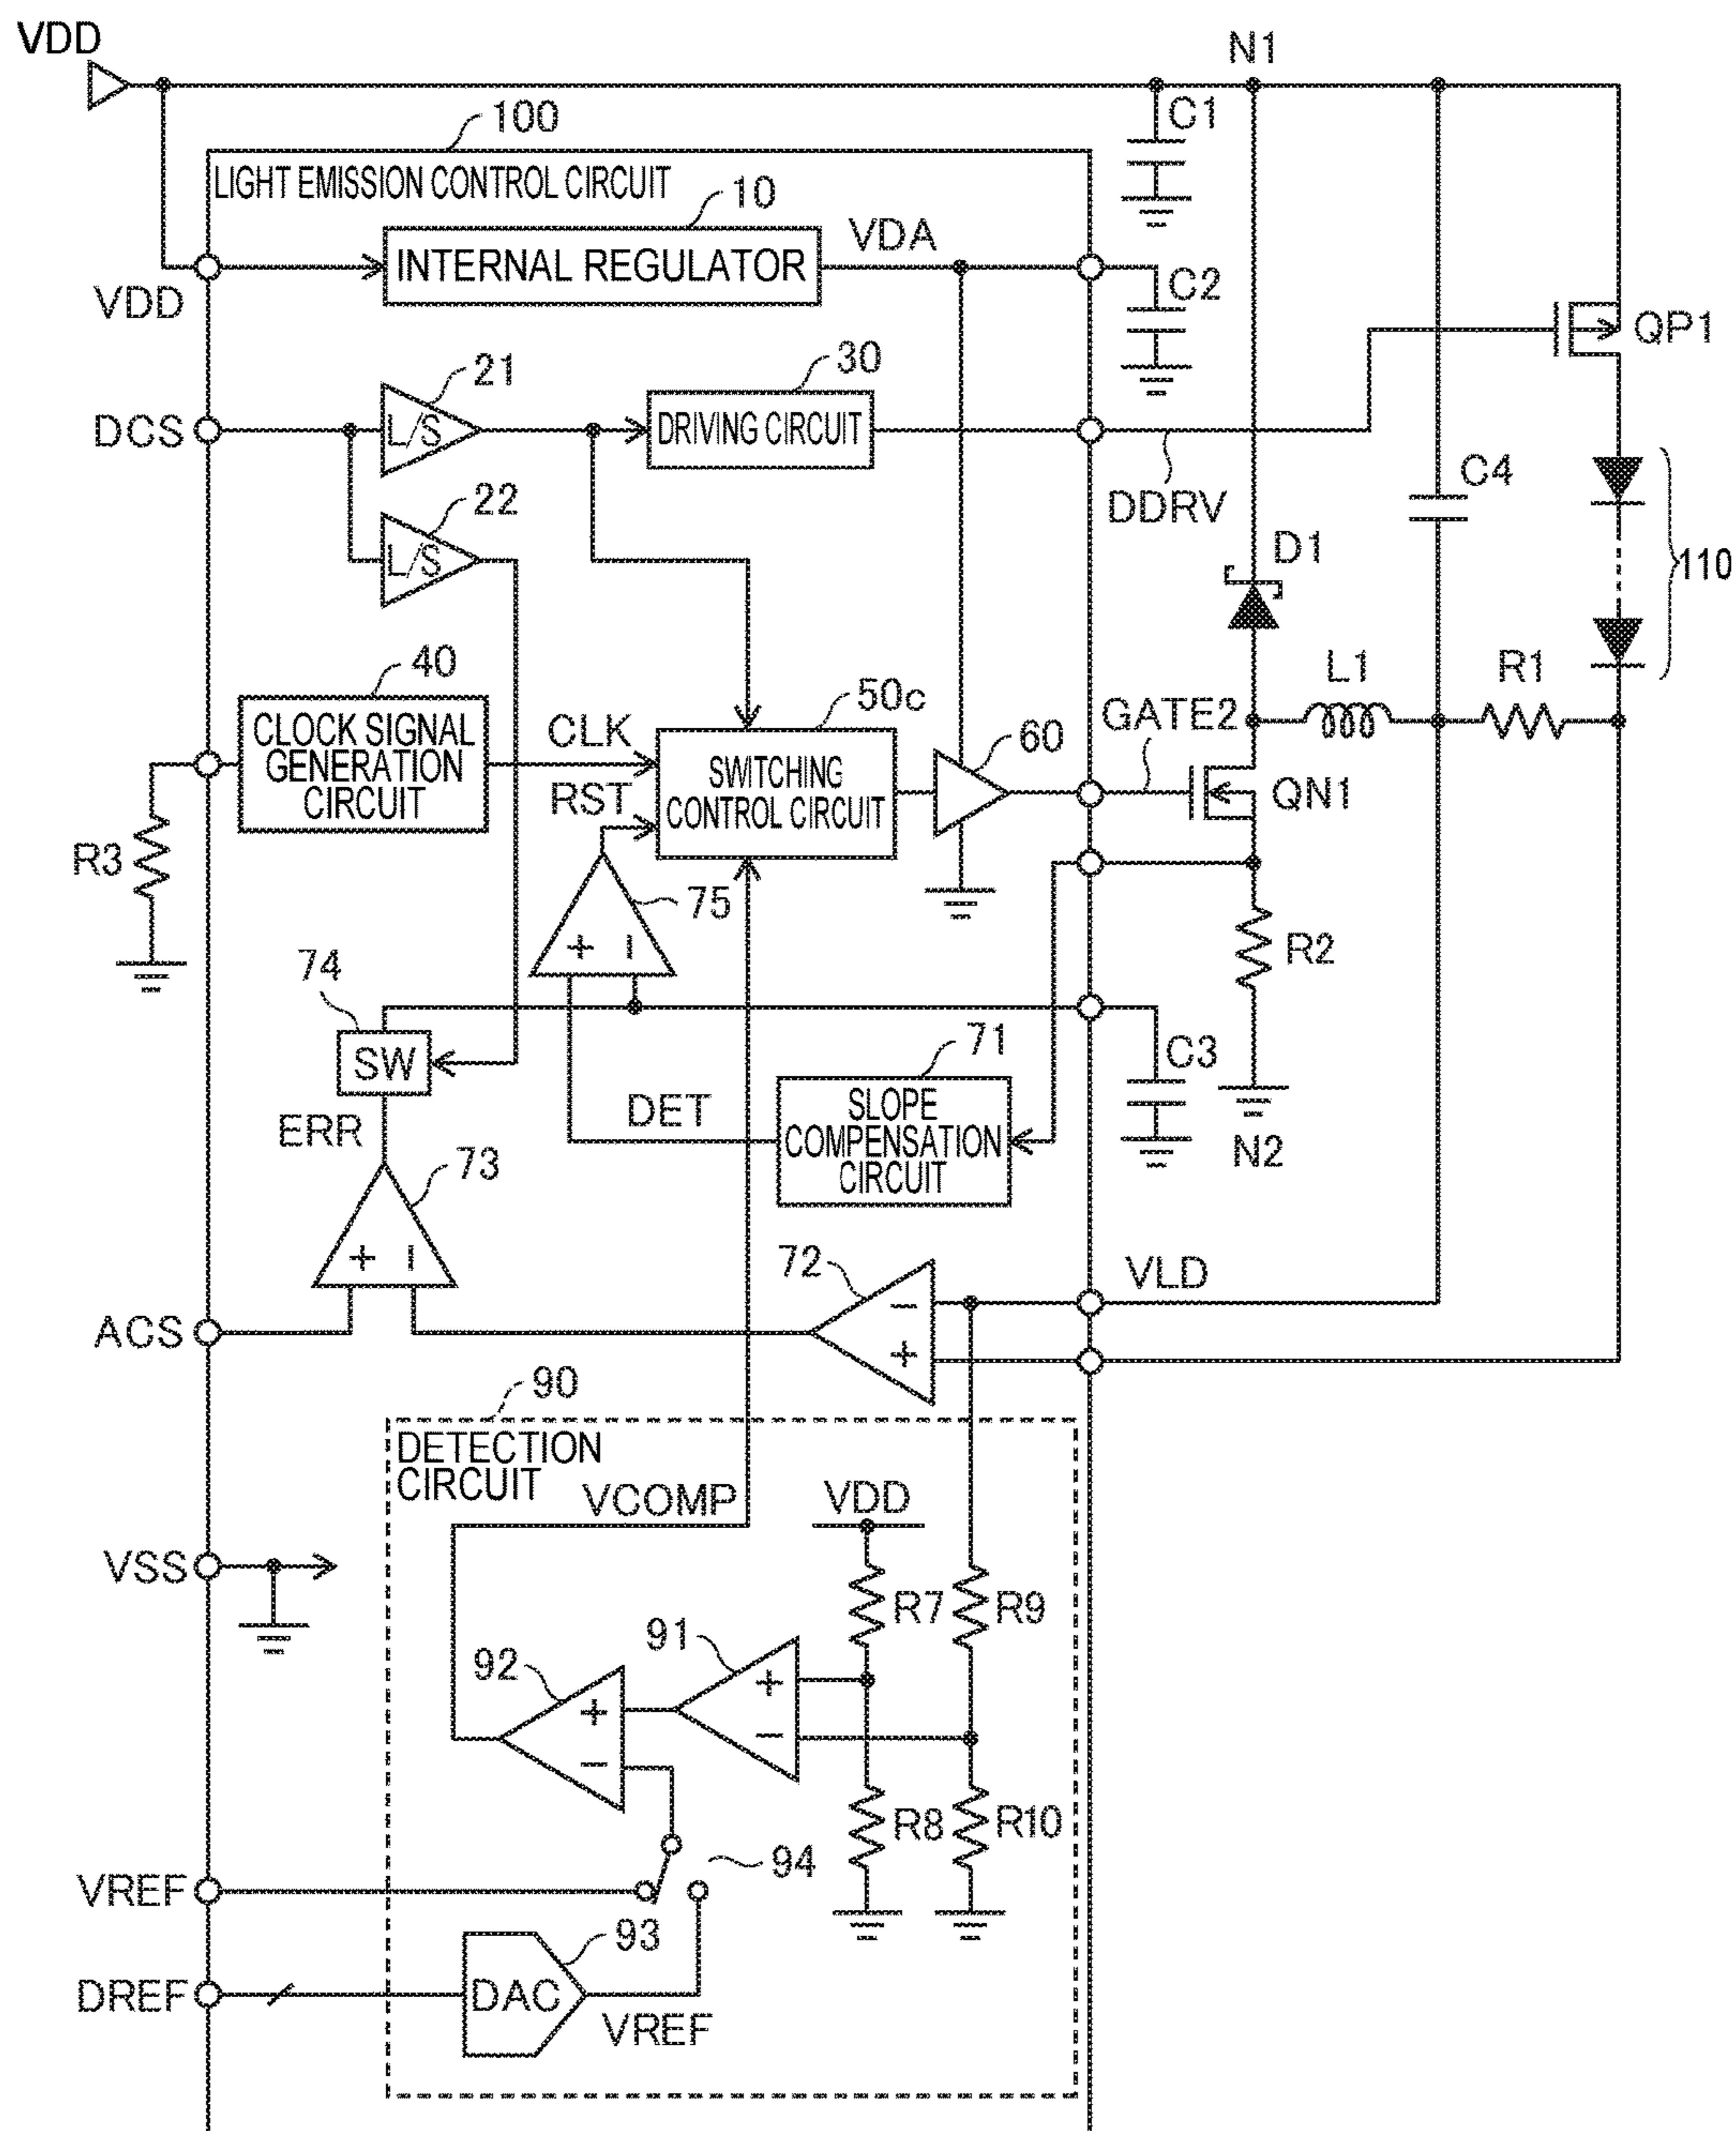 VDD
N1
C1
100
LIGHT EMISSION CONTROL CIRCUIT
10
VDA
INTERNAL REGULATOR
C2
VDD
QP1
21
30
DCS
L/S
DRIVING CIRCUIT
DDRV
C4
22
L/S
D1
110
40
L1
R1
50c
CLOCK SIGNAL
GENERATION
CIRCUIT
CLK
RST
SWITCHING
CONTROL CIRCUIT
60
GATE2
QN1
R3
75
+
−
R2
74
SW
71
C3
DET
SLOPE
COMPENSATION
CIRCUIT
N2
ERR
73
+
−
72
VLD
−
+
ACS
90
DETECTION
CIRCUIT
VCOMP
VDD
VSS
R7
R9
91
92
+
−
+
−
R8
R10
94
VREF
93
DREF
DAC
VREF